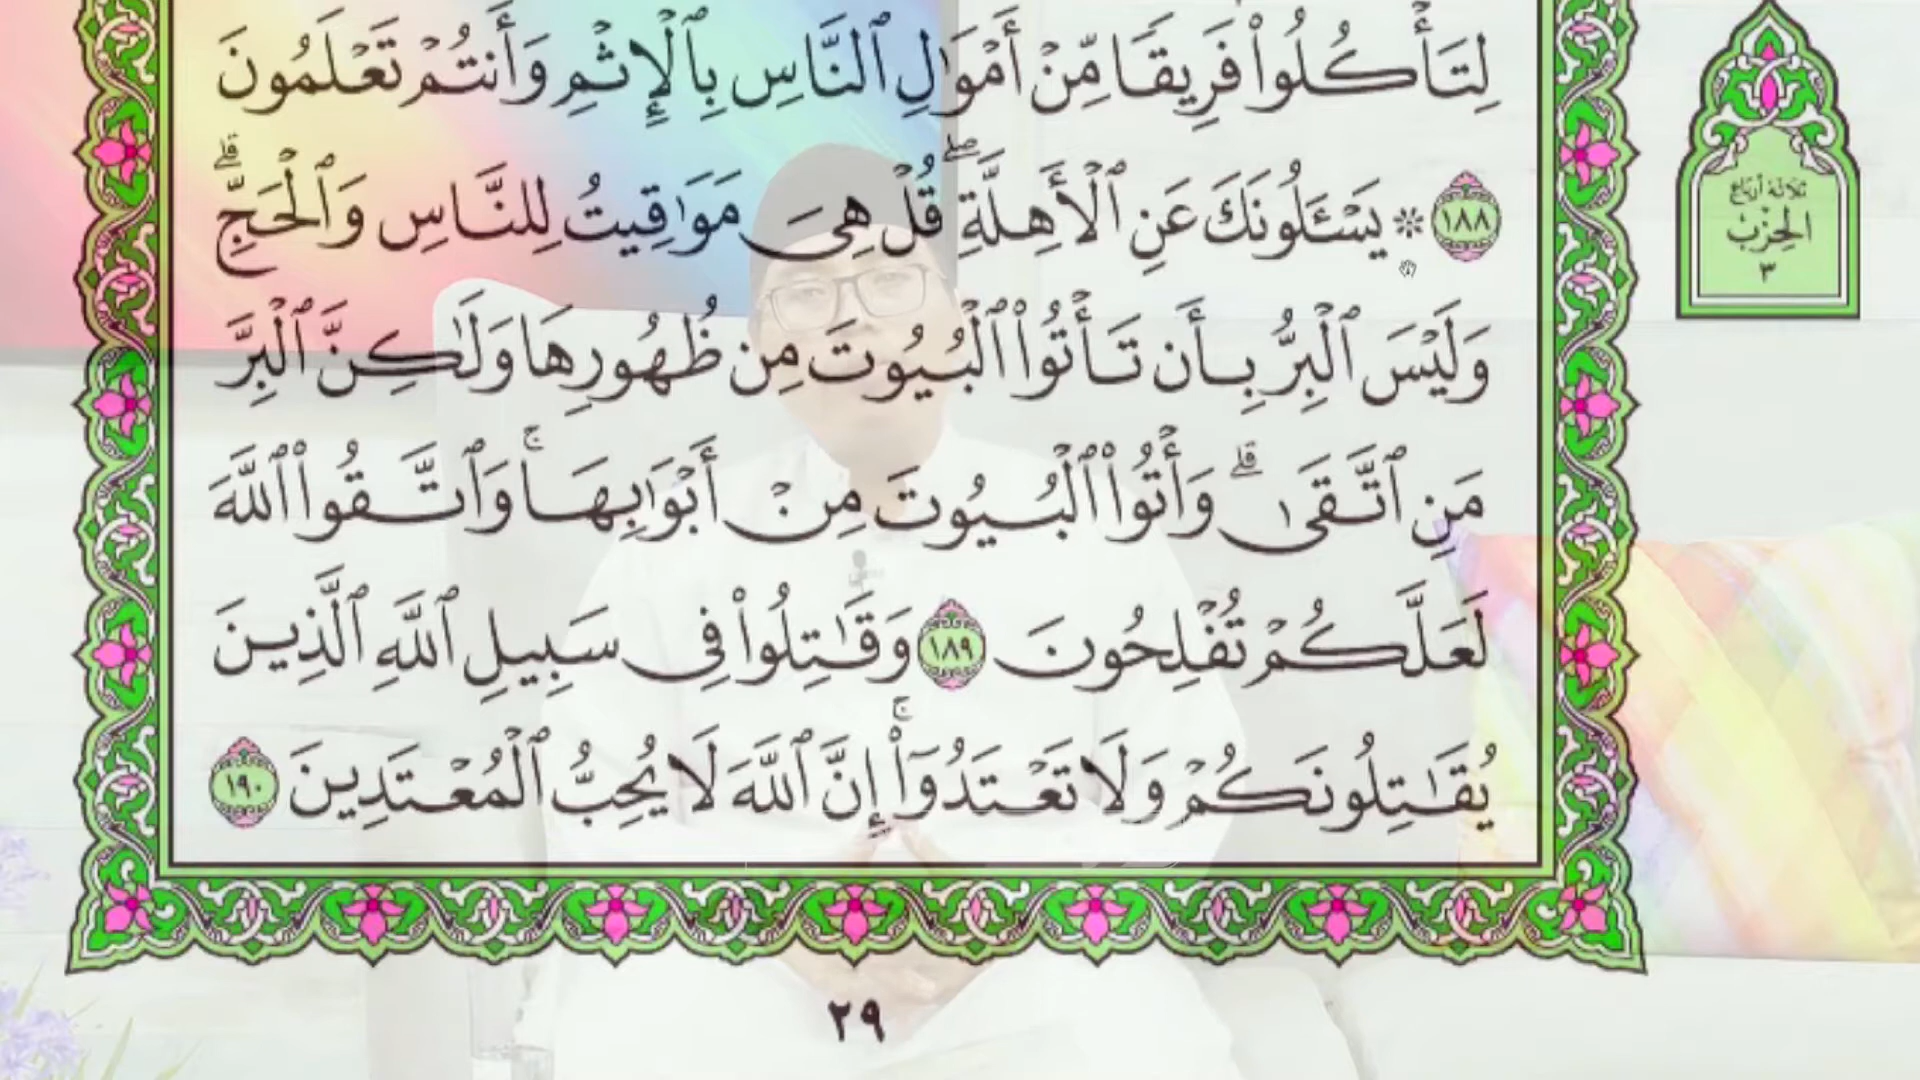 لِتَأْكُلُوا۟ فَرِيقًا مِّنْ أَمْوَٰلِ ٱلنَّاسِ بِٱلْإِثْمِ وَأَنتُمْ تَعْلَمُونَ
١٨٨ ۞ يَسْـَٔلُونَكَ عَنِ ٱلْأَهِلَّةِ ۖ قُلْ هِىَ مَوَٰقِيتُ لِلنَّاسِ وَٱلْحَجِّ ۗ
وَلَيْسَ ٱلْبِرُّ بِأَن تَأْتُوا۟ ٱلْبُيُوتَ مِن ظُهُورِهَا وَلَٰكِنَّ ٱلْبِرَّ
مَنِ ٱتَّقَىٰ ۗ وَأْتُوا۟ ٱلْبُيُوتَ مِنْ أَبْوَٰبِهَا ۚ وَٱتَّقُوا۟ ٱللَّهَ
لَعَلَّكُمْ تُفْلِحُونَ ١٨٩ وَقَٰتِلُوا۟ فِى سَبِيلِ ٱللَّهِ ٱلَّذِينَ
يُقَٰتِلُونَكُمْ وَلَا تَعْتَدُوٓا۟ ۚ إِنَّ ٱللَّهَ لَا يُحِبُّ ٱلْمُعْتَدِينَ ١٩٠
٢٩
ثلاثة أرباع
الحزب
٣